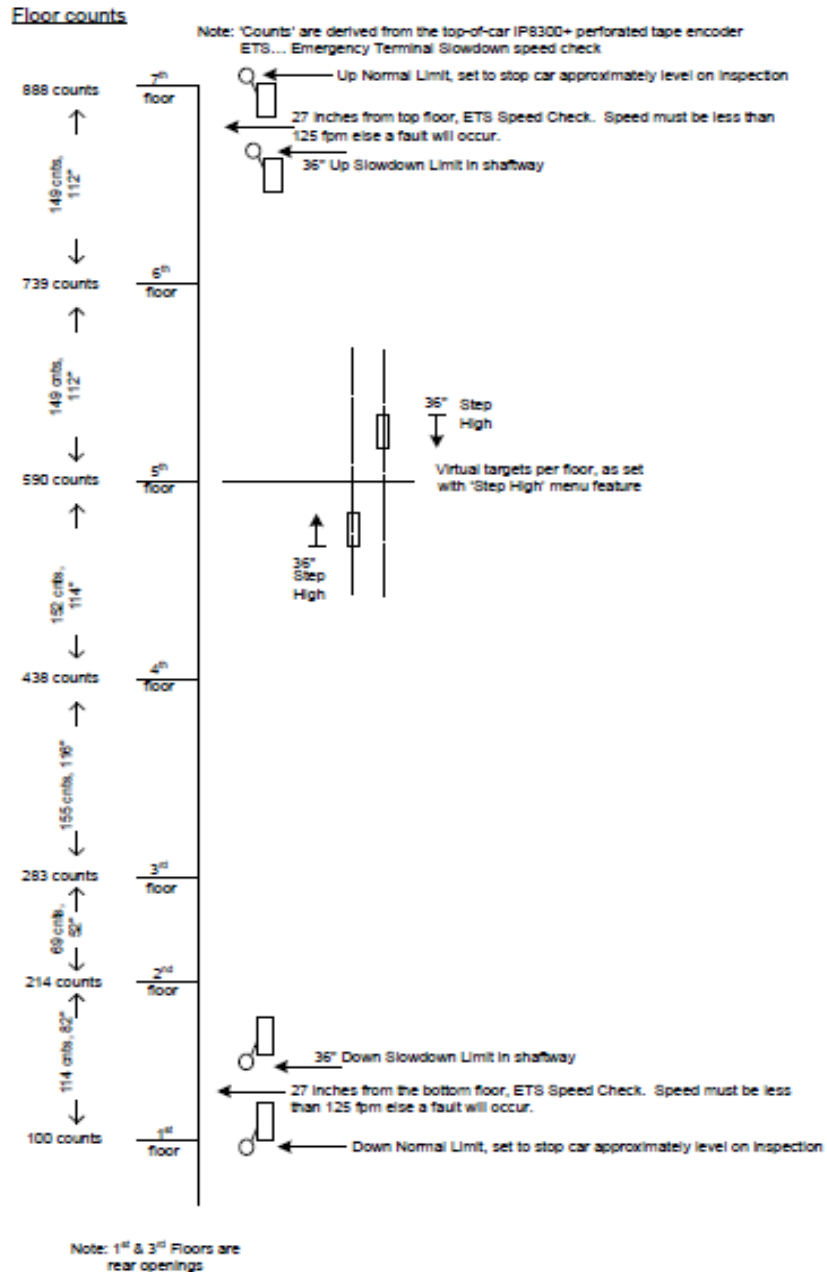 Floor counts
Note: 'Counts' are derived from the top-of-car IP8300+ perforated tape encoder
ETS... Emergency Terminal Slowdown speed check
888 counts
7th
floor
Up Normal Limit, set to stop car approximately level on inspection
27 inches from top floor, ETS Speed Check. Speed must be less than
125 fpm else a fault will occur.
36" Up Slowdown Limit in shaftway
149 cnts,
112"
739 counts
6th
floor
149 cnts,
112"
36" Step
High
Virtual targets per floor, as set
with 'Step High' menu feature
590 counts
5th
floor
36"
Step
High
152 cnts,
114"
438 counts
4th
floor
155 cnts, 116"
283 counts
3rd
floor
69 cnts,
52"
214 counts
2nd
floor
114 cnts, 82"
36" Down Slowdown Limit in shaftway
27 inches from the bottom floor, ETS Speed Check. Speed must be less
than 125 fpm else a fault will occur.
100 counts
1st
floor
Down Normal Limit, set to stop car approximately level on inspection
Note: 1st & 3rd Floors are
rear openings